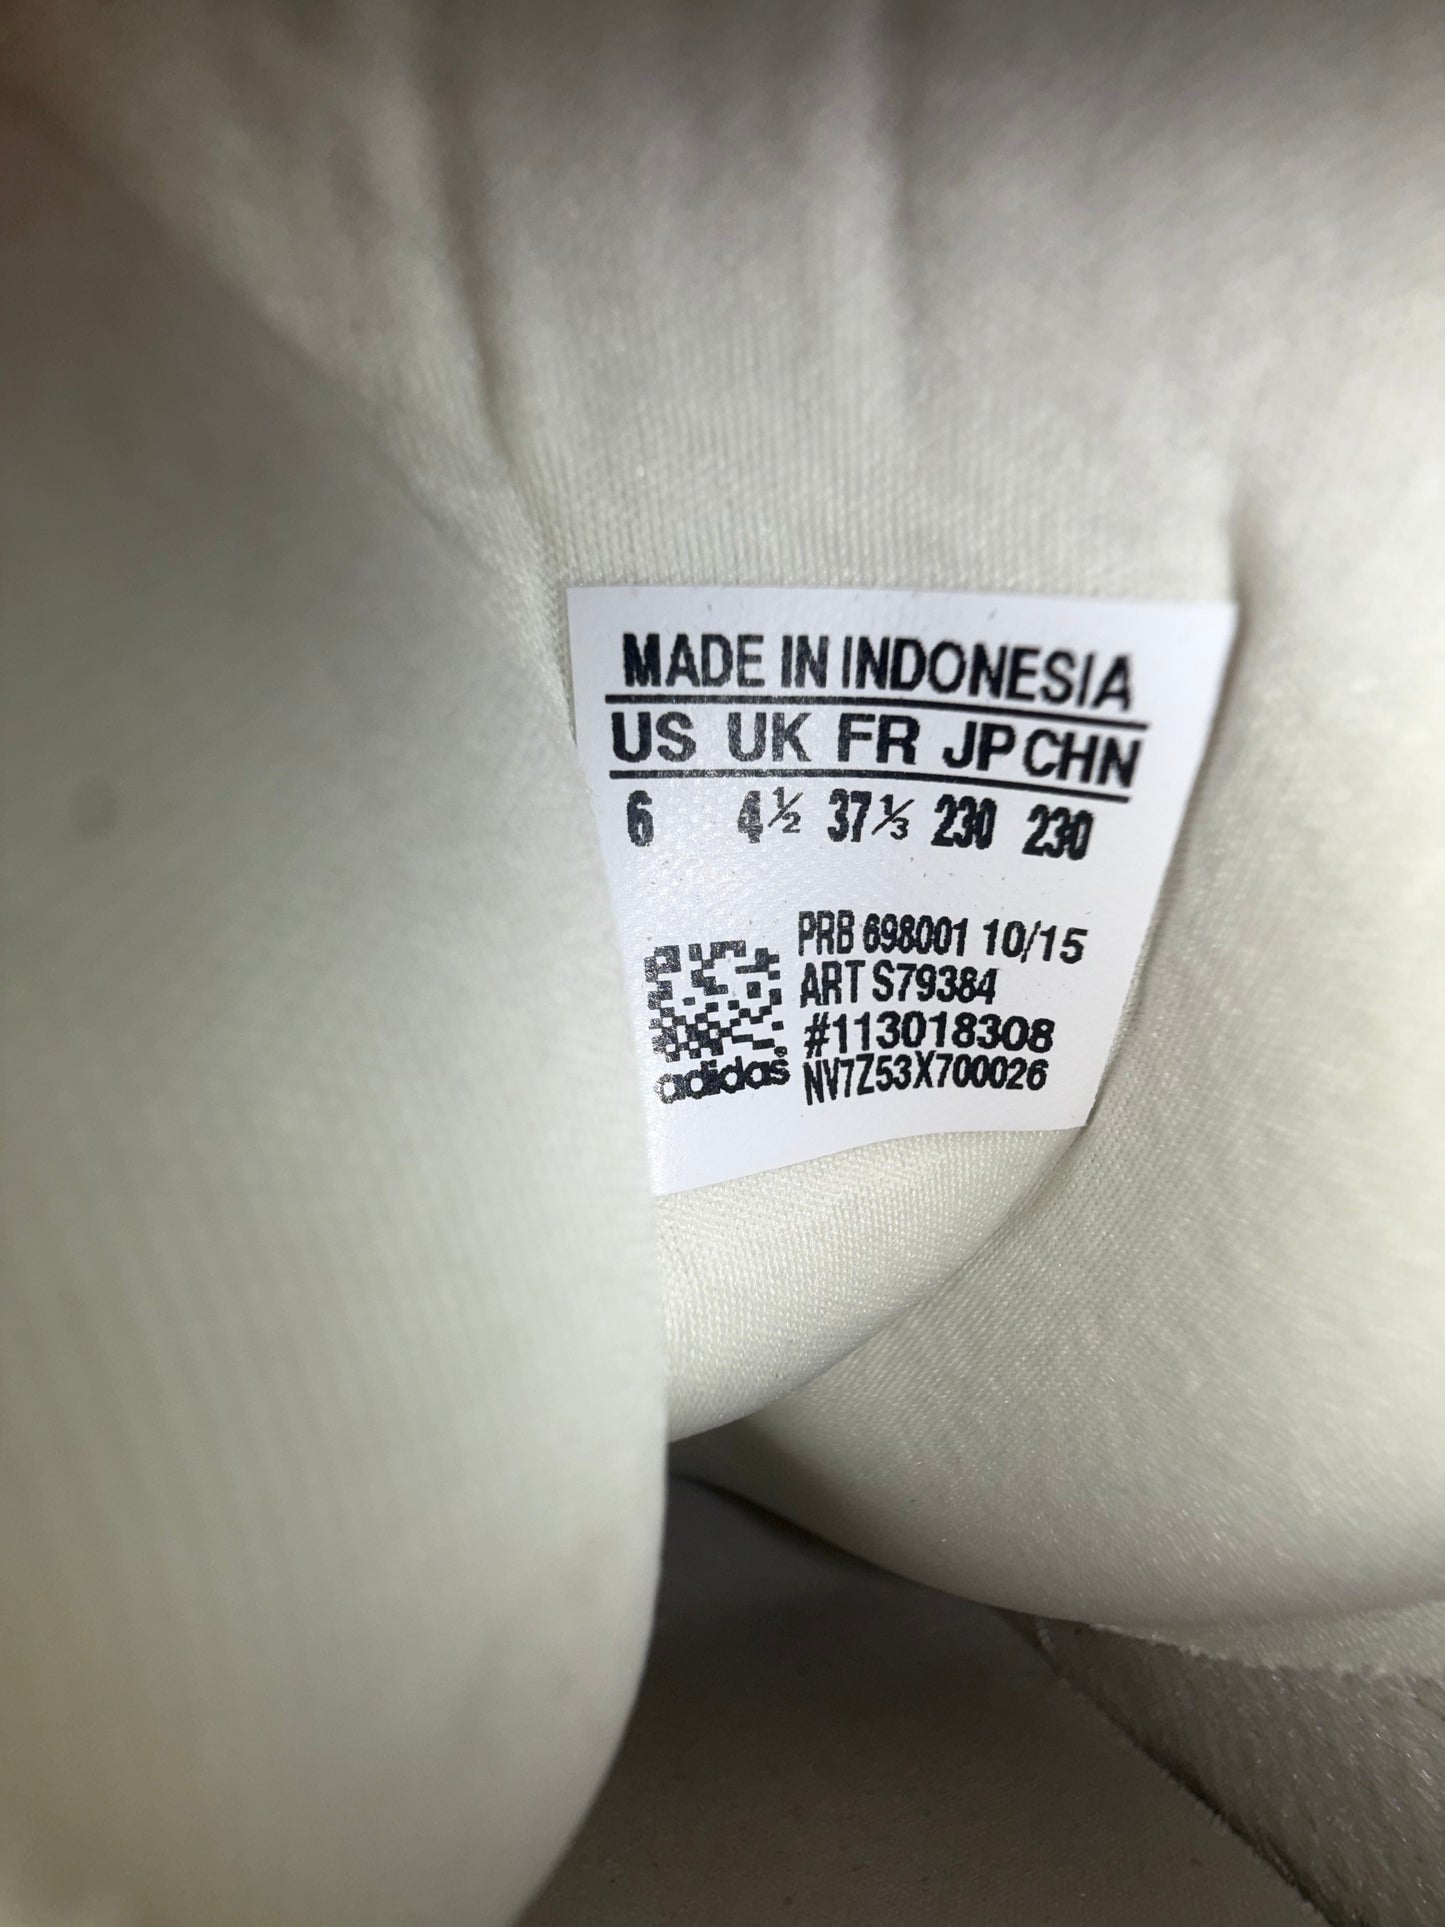 MADE IN INDONESIA
US UK FR JP CHN
6 4½ 37⅓ 230 230
PRB 698001 10/15
ART S79384
#113018308
adidas® NV7Z53X700026